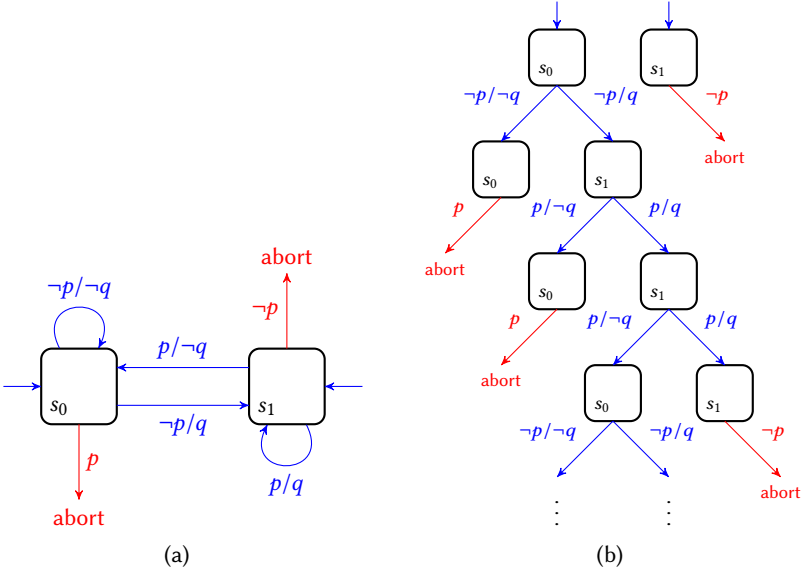 s₀ s₁
¬p/¬q ¬p/q ¬p
abort
s₀ s₁
p p/¬q p/q
abort
s₀ s₁
p p/¬q p/q
abort
s₀ s₁
¬p/¬q ¬p/q ¬p
abort
⋮ ⋮
abort
¬p/¬q ¬p
p/¬q
s₀ s₁
¬p/q
p p/q
abort
(a) (b)